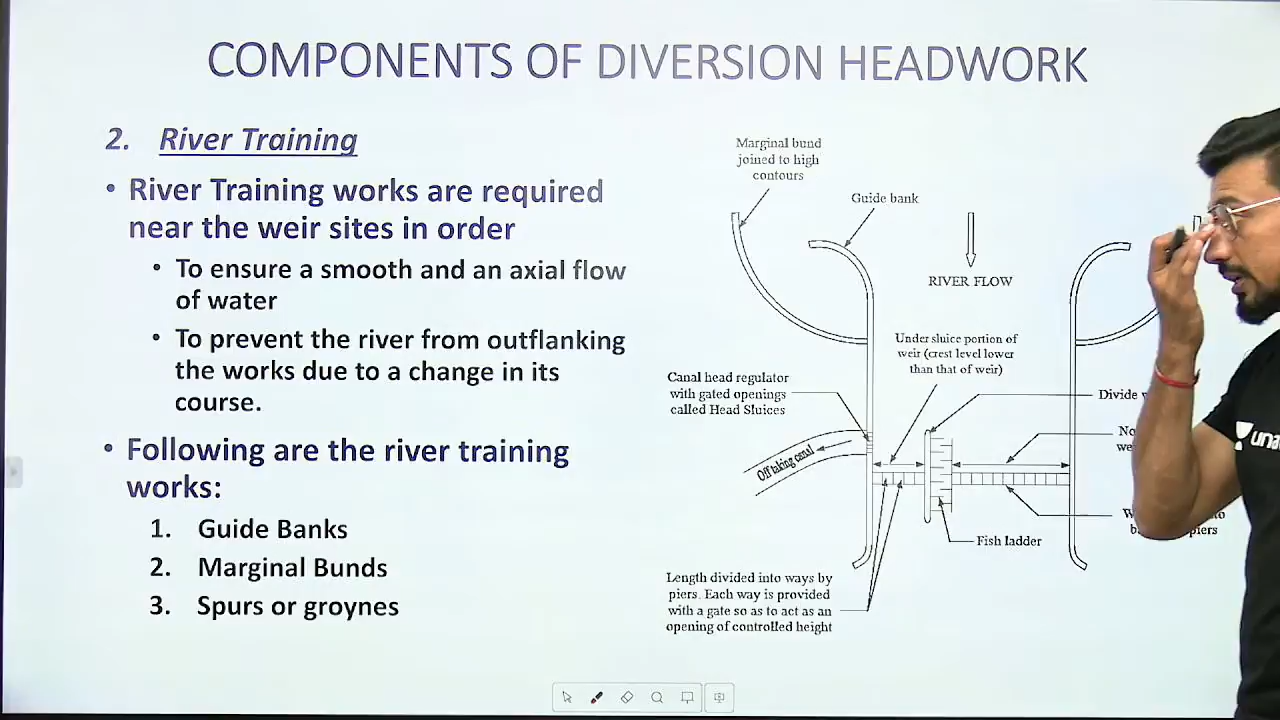 COMPONENTS OF DIVERSION HEADWORK
2. River Training
• River Training works are required
near the weir sites in order
• To ensure a smooth and an axial flow
of water
• To prevent the river from outflanking
the works due to a change in its
course.
• Following are the river training
works:
1. Guide Banks
2. Marginal Bunds
3. Spurs or groynes
Marginal bund
joined to high
contours
Guide bank
RIVER FLOW
Under sluice portion of
weir (crest level lower
than that of weir)
Canal head regulator
with gated openings
called Head Sluices
Divide
Off taking canal
Fish ladder
Length divided into ways by
piers. Each way is provided
with a gate so as to act as an
opening of controlled height